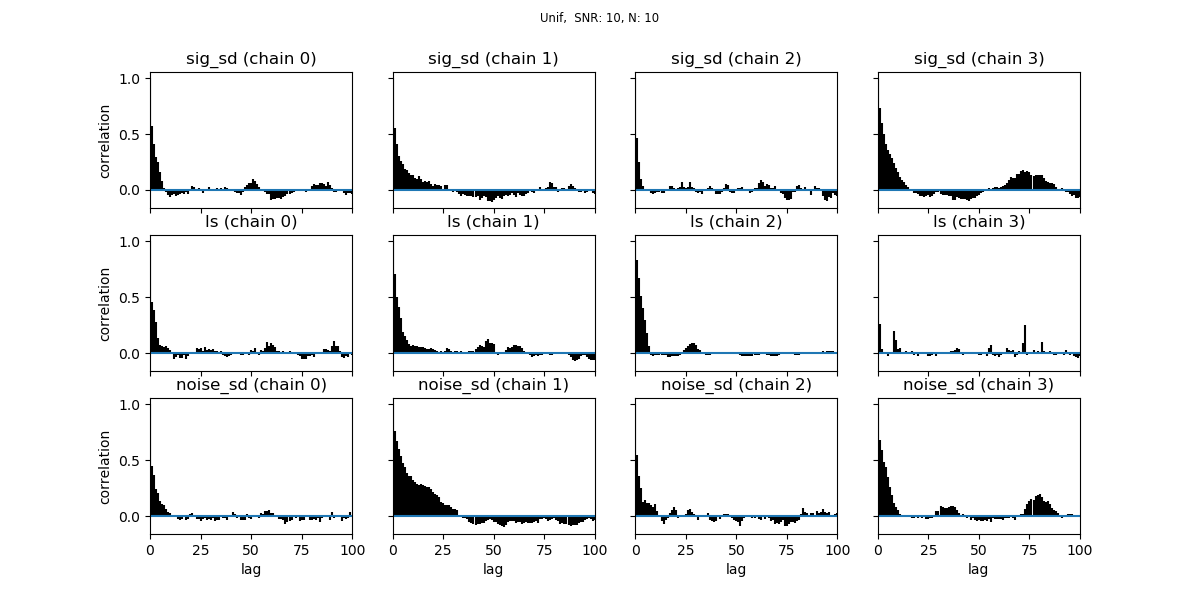 Unif,  SNR: 10, N: 10
sig_sd (chain 0) sig_sd (chain 1) sig_sd (chain 2) sig_sd (chain 3)
1.0
0.5
0.0
correlation
ls (chain 0) ls (chain 1) ls (chain 2) ls (chain 3)
1.0
0.5
0.0
correlation
noise_sd (chain 0) noise_sd (chain 1) noise_sd (chain 2) noise_sd (chain 3)
1.0
0.5
0.0
correlation
0 25 50 75 100 0 25 50 75 100 0 25 50 75 100 0 25 50 75 100
lag lag lag lag